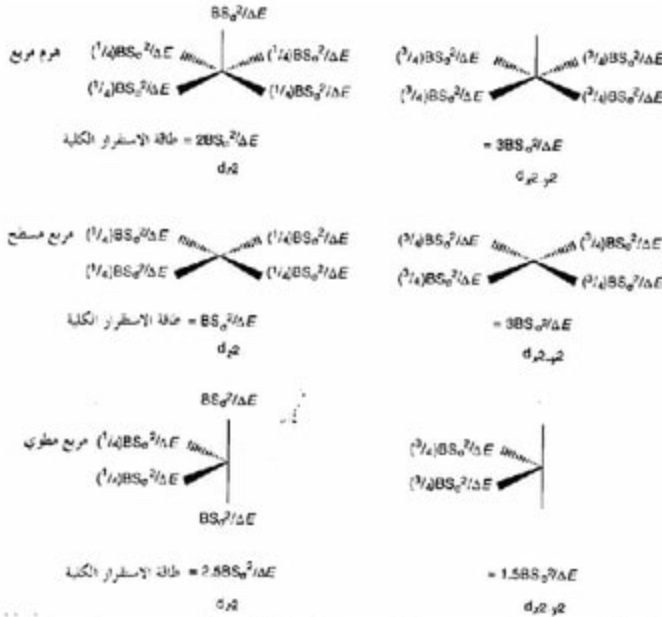 BSσ²/ΔE
هرم مربع (¹/₄)BSσ²/ΔE (¹/₄)BSσ²/ΔE (³/₄)BSσ²/ΔE (³/₄)BSσ²/ΔE
(¹/₄)BSσ²/ΔE (¹/₄)BSσ²/ΔE (³/₄)BSσ²/ΔE (³/₄)BSσ²/ΔE
طاقة الاستقرار الكلية = 2BSσ²/ΔE = 3BSσ²/ΔE
dz2 dx2-y2
مربع مسطح (¹/₄)BSσ²/ΔE (¹/₄)BSσ²/ΔE (³/₄)BSσ²/ΔE (³/₄)BSσ²/ΔE
(¹/₄)BSσ²/ΔE (¹/₄)BSσ²/ΔE (³/₄)BSσ²/ΔE (³/₄)BSσ²/ΔE
طاقة الاستقرار الكلية = BSσ²/ΔE = 3BSσ²/ΔE
dz2 dx2-y2
BSσ²/ΔE
مربع مطوي (¹/₄)BSσ²/ΔE (³/₄)BSσ²/ΔE
(¹/₄)BSσ²/ΔE (³/₄)BSσ²/ΔE
BSσ²/ΔE
طاقة الاستقرار الكلية = 2.5BSσ²/ΔE = 1.5BSσ²/ΔE
dz2 dx2-y2